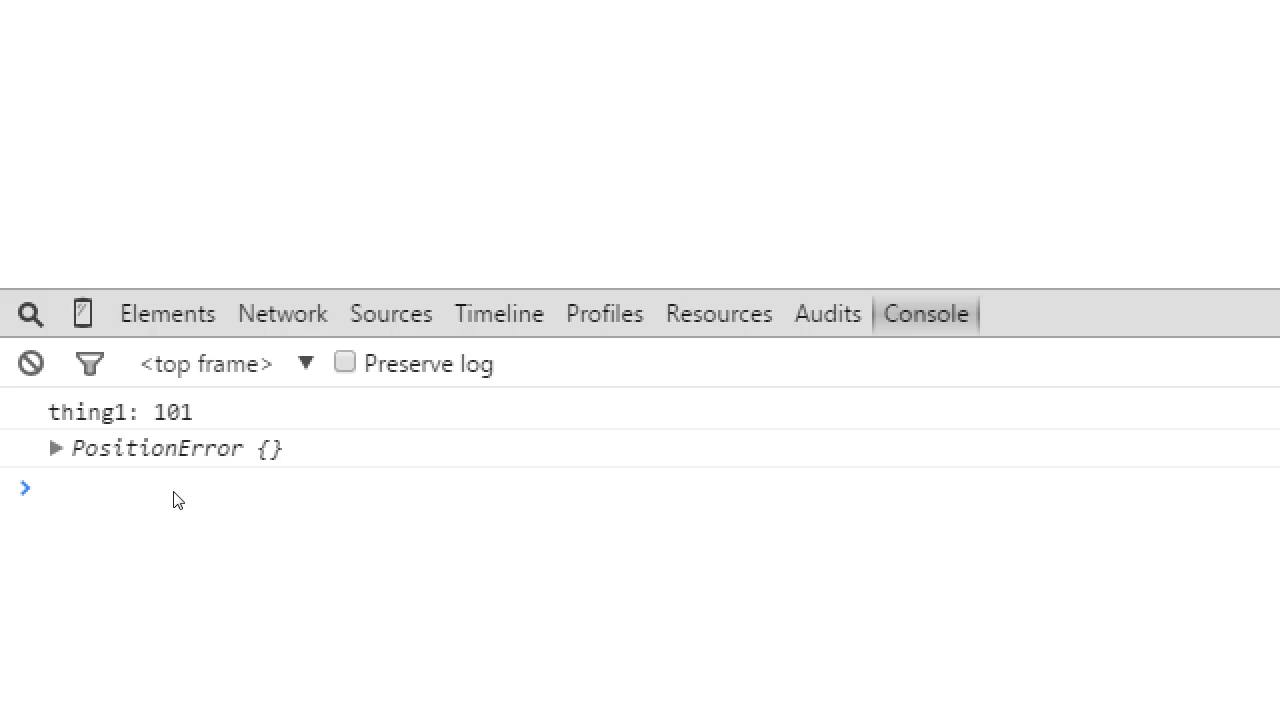 Elements Network Sources Timeline Profiles Resources Audits Console
<top frame> ▼ Preserve log
thing1: 101
▶ PositionError {}
>